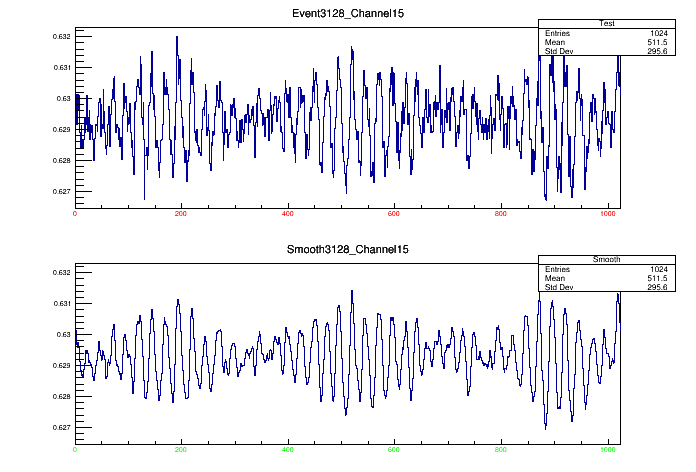 Event3128_Channel15
Test
Entries 1024
Mean 511.5
Std Dev 295.6
0.632
0.631
0.63
0.629
0.628
0.627
0 200 400 600 800 1000
Smooth3128_Channel15
Smooth
Entries 1024
Mean 511.5
Std Dev 295.6
0.632
0.631
0.63
0.629
0.628
0.627
0 200 400 600 800 1000